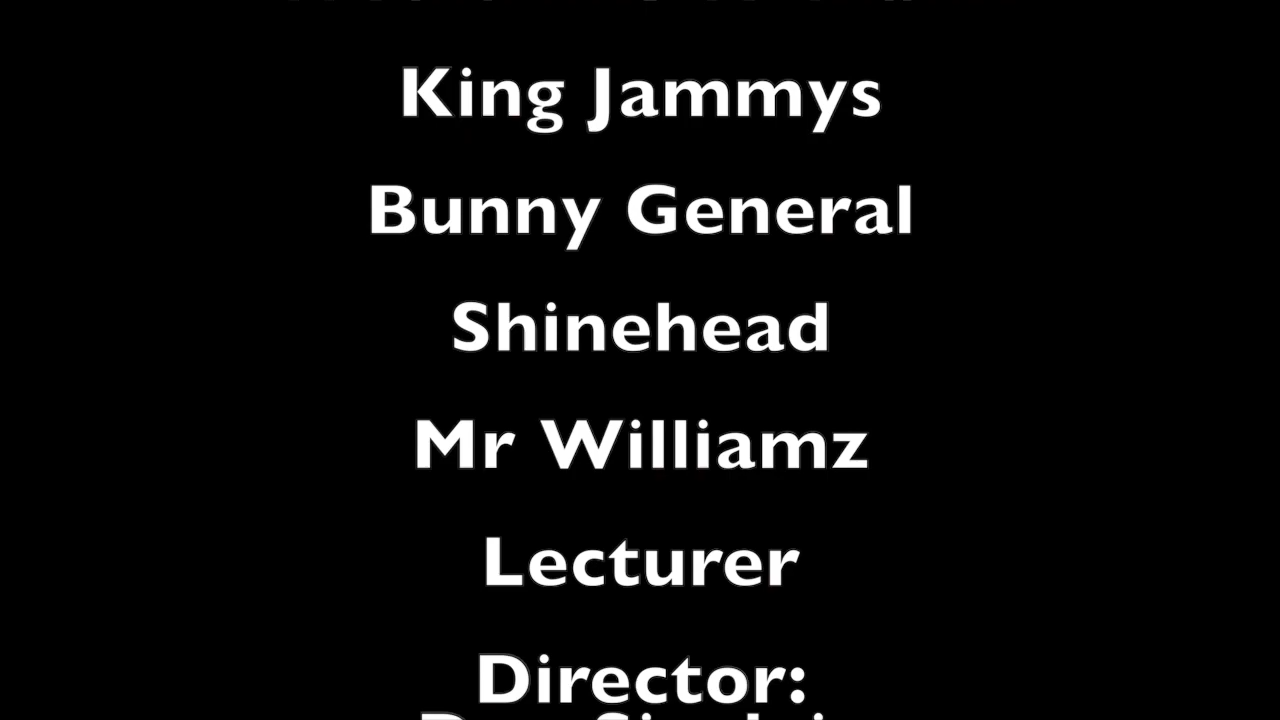 King Jammys
Bunny General
Shinehead
Mr Williamz
Lecturer
Director: